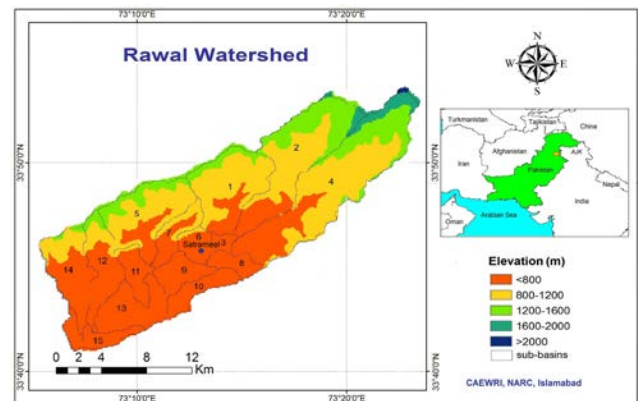 73°10'0"E
73°20'0"E
Rawal Watershed
N
W
E
S
Turkmenistan
Tajikistan
China
Afghanistan
AJK
Iran
Pakistan
Nepal
India
Oman
Arabian Sea
33°50'0"N
33°50'0"N
2
1
4
5
7
6
3
Satrameel
14
12
11
9
8
10
13
15
Elevation (m)
<800
800-1200
1200-1600
1600-2000
>2000
sub-basins
0 2 4 8 12
Km
33°40'0"N
33°40'0"N
CAEWRI, NARC, Islamabad
73°10'0"E
73°20'0"E